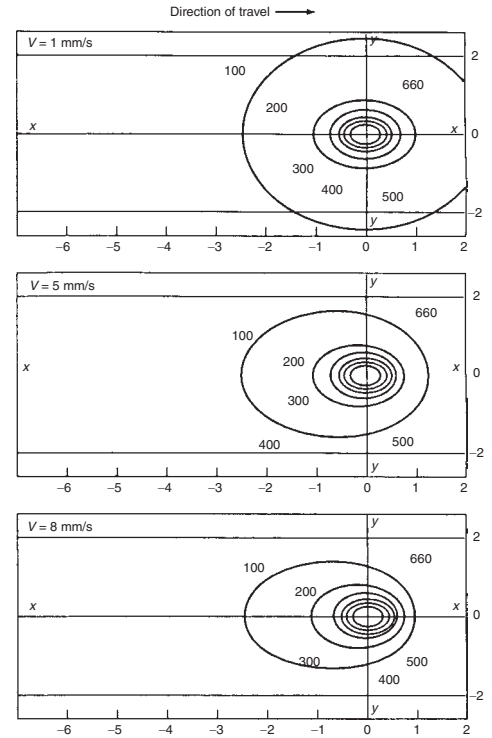 Direction of travel
V = 1 mm/s
y
2
100
660
200
x
x
0
300
400
500
y
–2
–6 –5 –4 –3 –2 –1 0 1 2
V = 5 mm/s
y
2
660
100
200
x
x
0
300
400
500
–2
y
–6 –5 –4 –3 –2 –1 0 1 2
V = 8 mm/s
y
2
660
100
200
x
x
0
300
500
400
–2
y
–6 –5 –4 –3 –2 –1 0 1 2